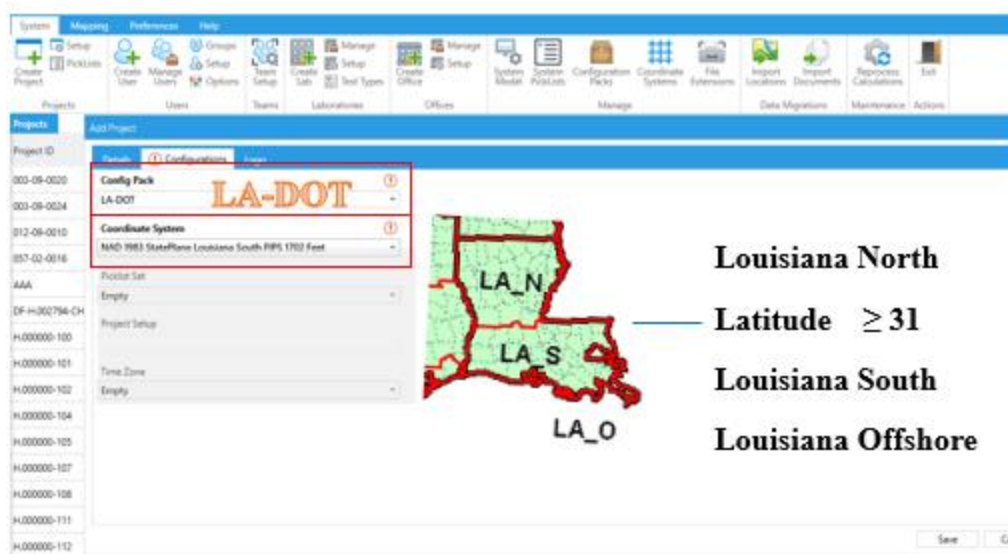 System Mapping Preferences Help
Create Project
Setup
PickLists
Projects
Create User
Manage Users
Groups
Setup
Options
Users
Team Setup
Teams
Create Lab
Manage
Setup
Test Types
Laboratories
Create Office
Manage
Setup
Offices
System Model
System PickLists
Configuration Packs
Coordinate Systems
File Extensions
Manage
Import Locations
Import Documents
Data Migrations
Reprocess Calculations
Maintenance
Exit
Actions
Projects
Add Project
Project ID
Details Configurations Login
003-09-0020
003-09-0024
012-09-0010
057-02-0016
AAA
DF-H.002794-CH
H.000000-100
H.000000-101
H.000000-102
H.000000-104
H.000000-105
H.000000-107
H.000000-108
H.000000-111
H.000000-112
Config Pack
LA-DOT
LA-DOT
Coordinate System
NAD 1983 StatePlane Louisiana South FIPS 1702 Feet
Picklist Set
Empty
Project Setup
Time Zone
Empty
LA_N
LA_S
LA_O
Louisiana North
Latitude ≥ 31
Louisiana South
Louisiana Offshore
Save